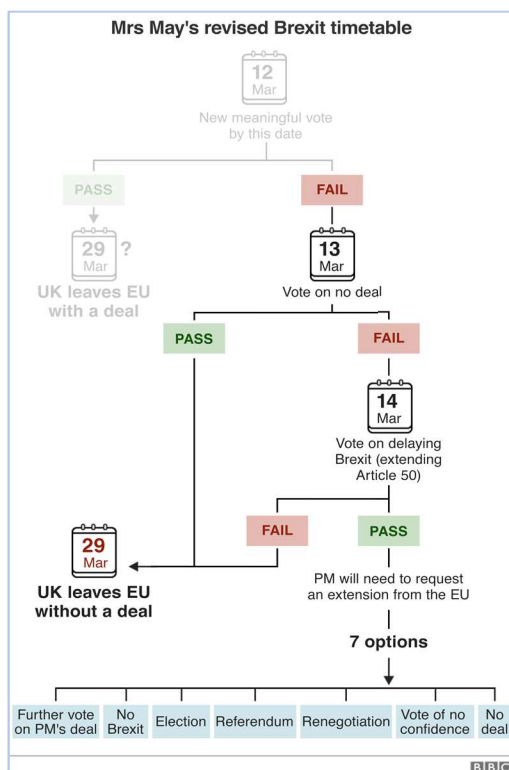 Mrs May's revised Brexit timetable
12
Mar
New meaningful vote
by this date
PASS
FAIL
29
Mar
?
UK leaves EU
with a deal
13
Mar
Vote on no deal
PASS
FAIL
14
Mar
Vote on delaying
Brexit (extending
Article 50)
FAIL
PASS
29
Mar
UK leaves EU
without a deal
PM will need to request
an extension from the EU
7 options
Further vote
on PM's deal
No
Brexit
Election
Referendum
Renegotiation
Vote of no
confidence
No
deal
BBC